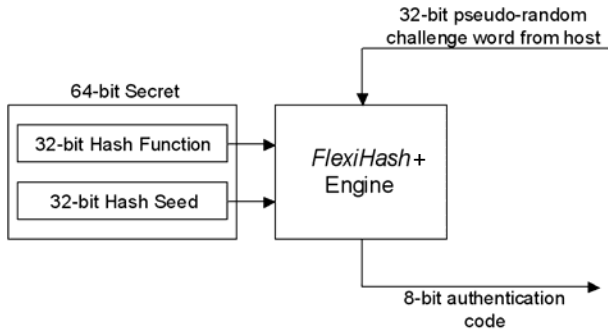 32-bit pseudo-random
challenge word from host
64-bit Secret
32-bit Hash Function
32-bit Hash Seed
FlexiHash+
Engine
8-bit authentication
code